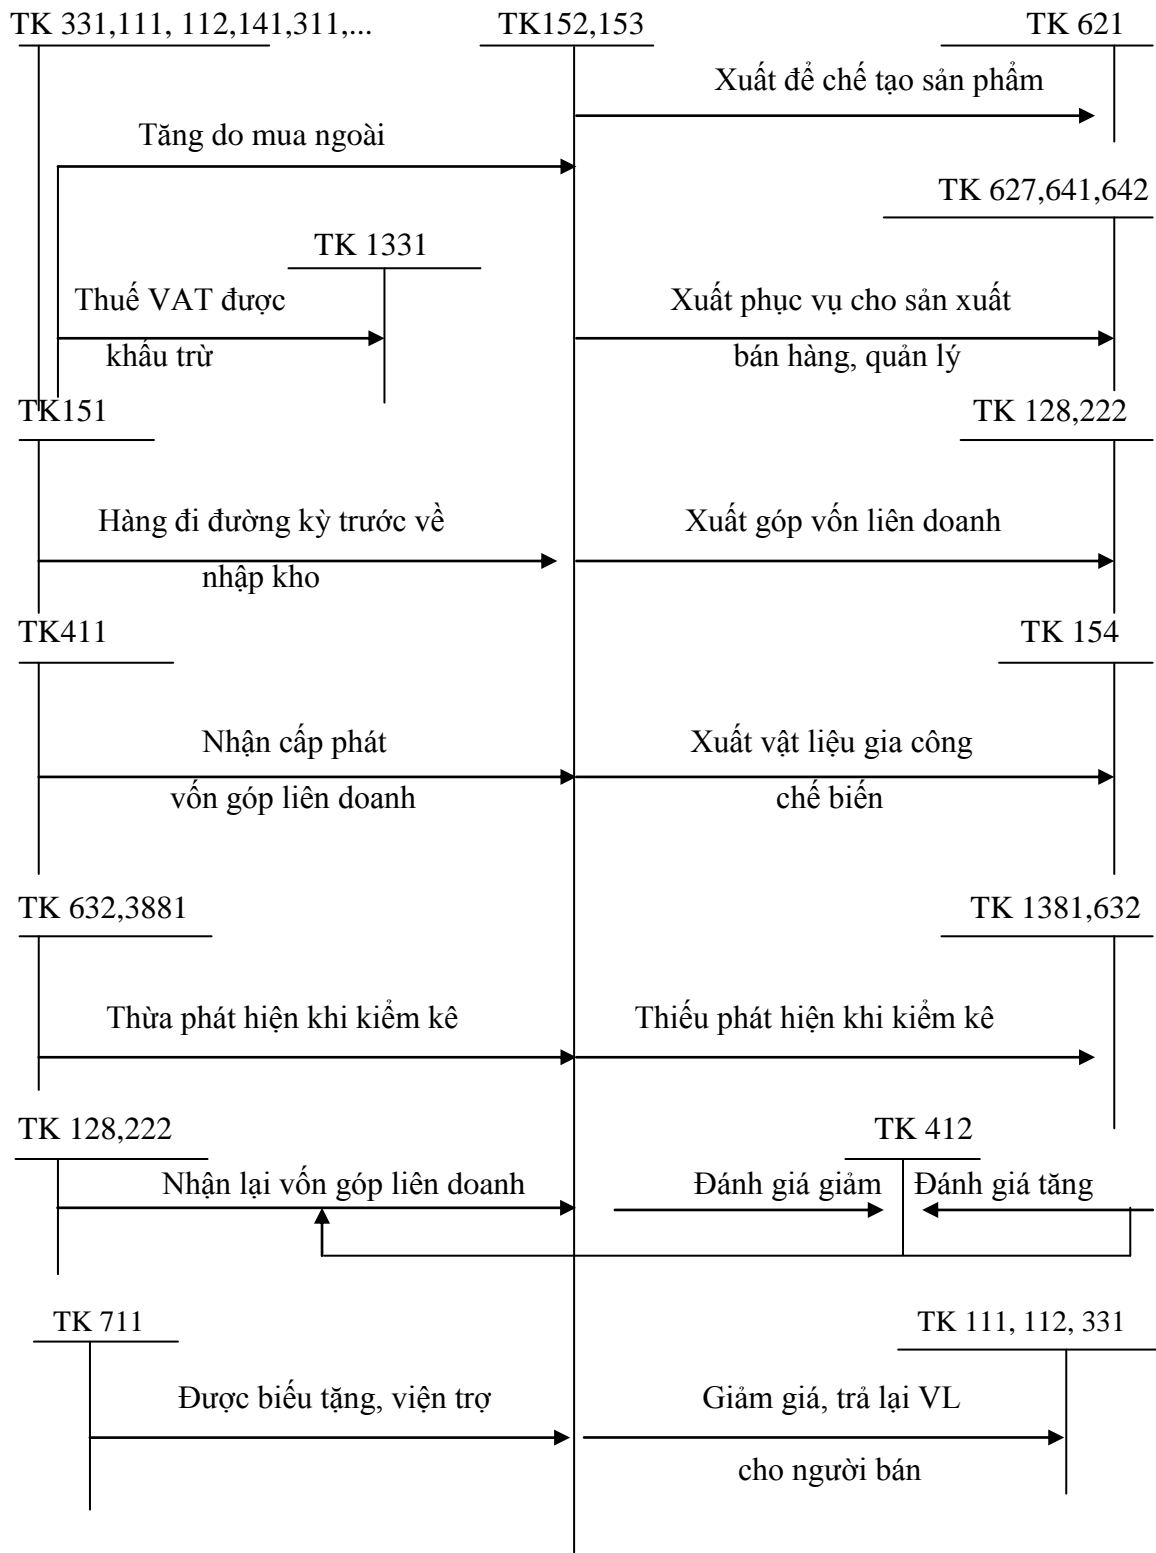 TK 331,111, 112,141,311,...
TK152,153
TK 621
Xuất để chế tạo sản phẩm
Tăng do mua ngoài
TK 627,641,642
TK 1331
Thuế VAT được
khấu trừ
Xuất phục vụ cho sản xuất
bán hàng, quản lý
TK151
TK 128,222
Hàng đi đường kỳ trước về
nhập kho
Xuất góp vốn liên doanh
TK411
TK 154
Nhận cấp phát
vốn góp liên doanh
Xuất vật liệu gia công
chế biến
TK 632,3881
TK 1381,632
Thừa phát hiện khi kiểm kê
Thiếu phát hiện khi kiểm kê
TK 128,222
TK 412
Nhận lại vốn góp liên doanh
Đánh giá giảm
Đánh giá tăng
TK 711
TK 111, 112, 331
Được biếu tặng, viện trợ
Giảm giá, trả lại VL
cho người bán